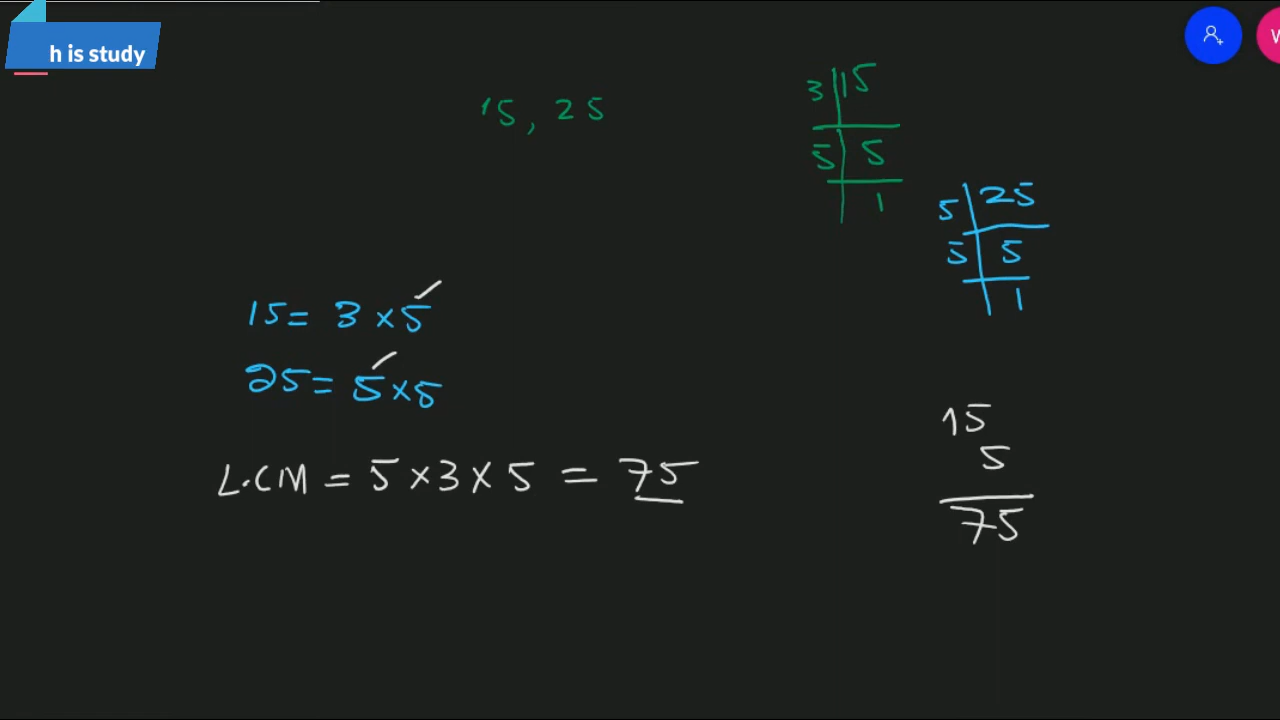 h is study
W
15, 25
3 | 15
5 | 5
1
5 | 25
5 | 5
1
15 = 3 × 5
25 = 5 × 5
L.CM = 5 × 3 × 5 = 75
15
5
75